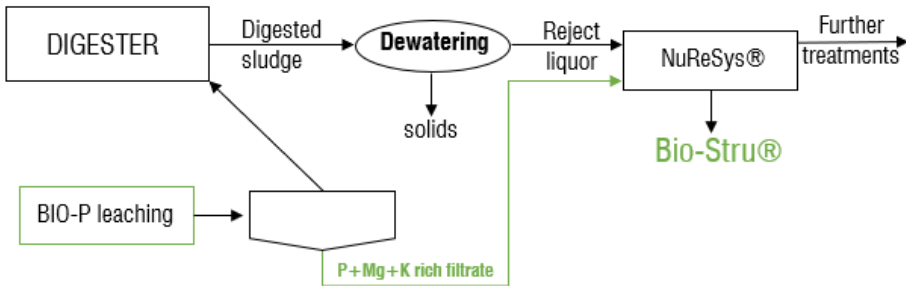 DIGESTER
Digested
sludge
Dewatering
Reject
liquor
NuReSys®
Further
treatments
solids
Bio-Stru®
BIO-P leaching
P+Mg+K rich filtrate